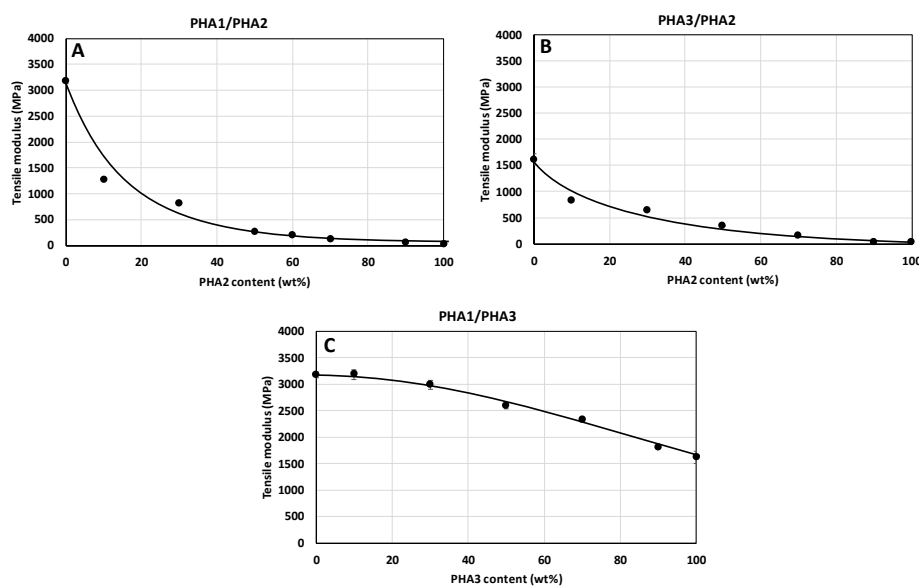 PHA1/PHA2
A
Tensile modulus (MPa)
4000
3500
3000
2500
2000
1500
1000
500
0
0 20 40 60 80 100
PHA2 content (wt%)
PHA3/PHA2
B
Tensile modulus (MPa)
4000
3500
3000
2500
2000
1500
1000
500
0
0 20 40 60 80 100
PHA2 content (wt%)
PHA1/PHA3
C
Tensile modulus (MPa)
4000
3500
3000
2500
2000
1500
1000
500
0
0 20 40 60 80 100
PHA3 content (wt%)